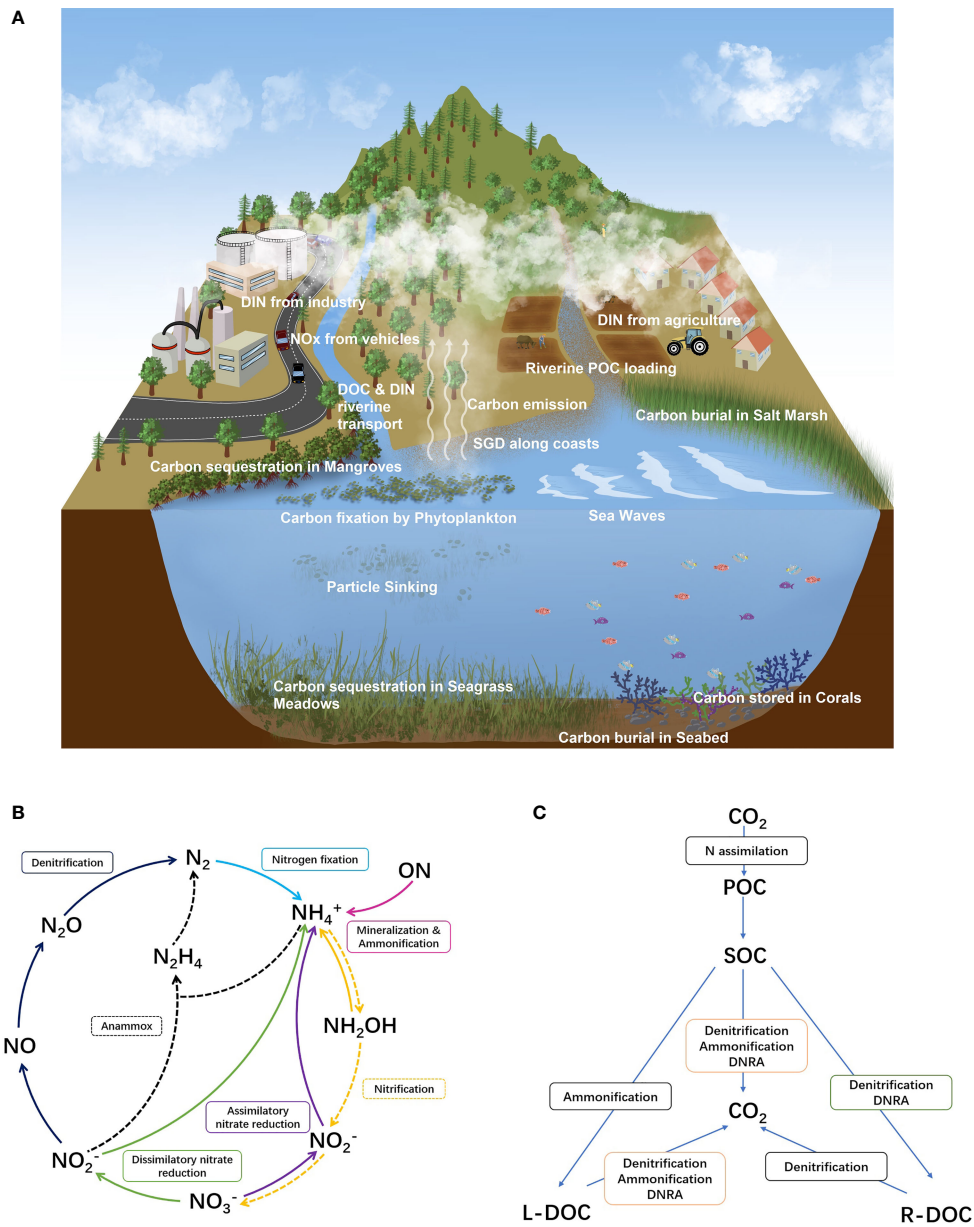 A
DIN from industry
NOx from vehicles
DIN from agriculture
Riverine POC loading
DOC & DIN
riverine
transport
Carbon emission
Carbon burial in Salt Marsh
SGD along coasts
Carbon sequestration in Mangroves
Carbon fixation by Phytoplankton
Sea Waves
Particle Sinking
Carbon sequestration in Seagrass
Meadows
Carbon stored in Corals
Carbon burial in Seabed
B
Denitrification
N₂
Nitrogen fixation
ON
N₂O
NH₄⁺
Mineralization &
Ammonification
N₂H₄
Anammox
NH₂OH
NO
Nitrification
Assimilatory
nitrate reduction
NO₂⁻
NO₂⁻
Dissimilatory nitrate
reduction
NO₃⁻
C
CO₂
N assimilation
POC
SOC
Denitrification
Ammonification
DNRA
Ammonification
Denitrification
DNRA
CO₂
Denitrification
Ammonification
DNRA
Denitrification
L-DOC
R-DOC